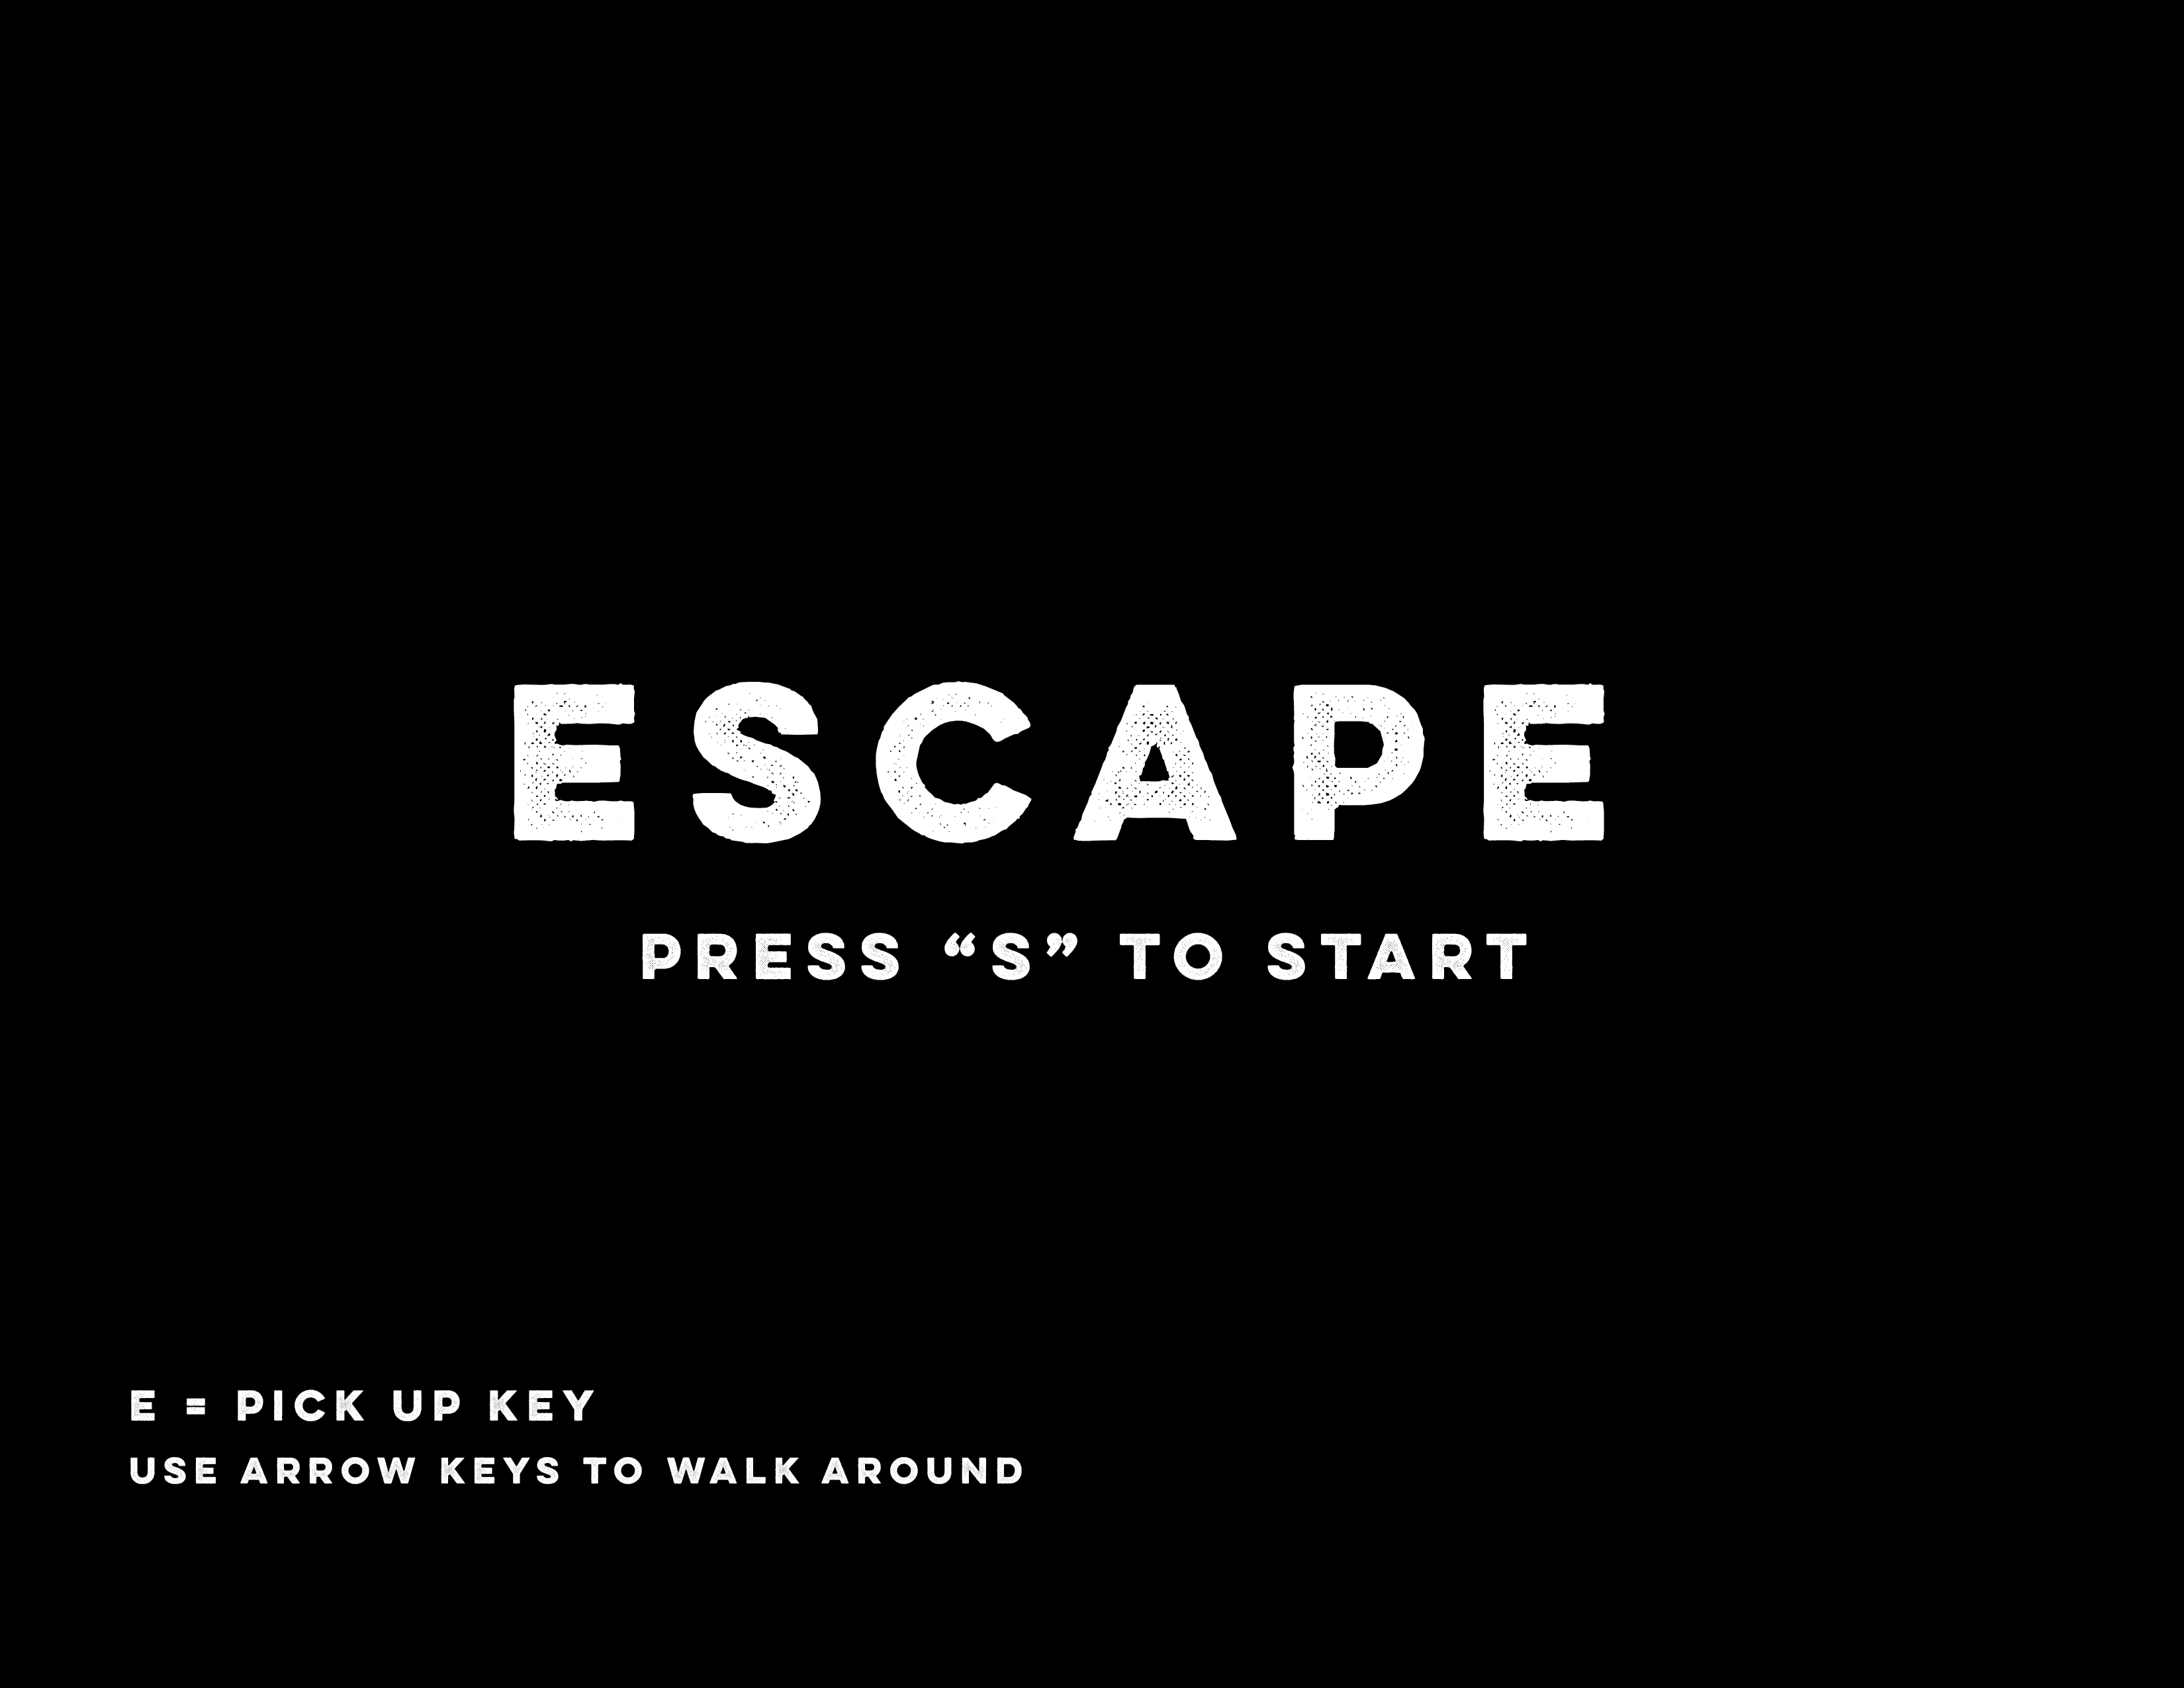 ESCAPE
PRESS “S” TO START
E = PICK UP KEY
USE ARROW KEYS TO WALK AROUND